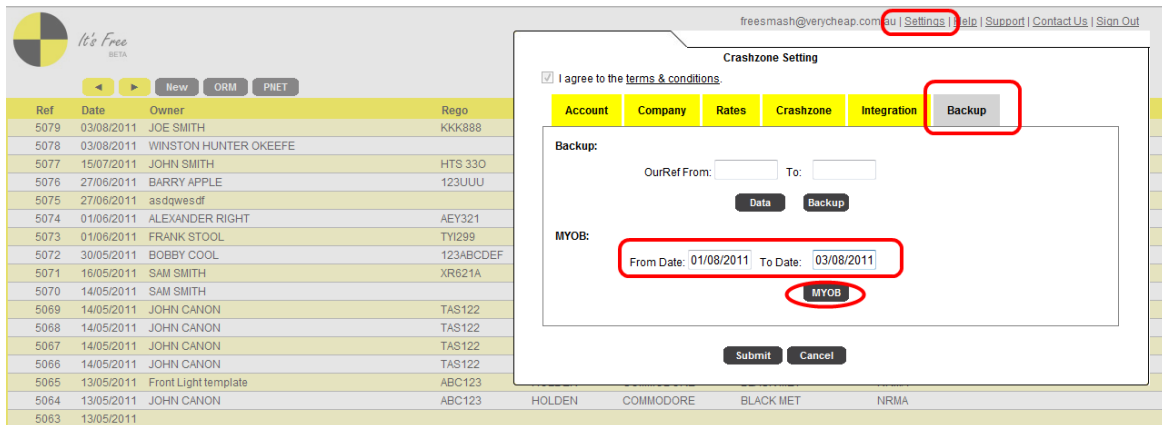 freesmash@verycheap.com.au | Settings | Help | Support | Contact Us | Sign Out
It's Free
BETA
◄ ► New ORM PNET
Crashzone Setting
I agree to the terms & conditions.
Account Company Rates Crashzone Integration Backup
Backup:
OurRef From: To:
Data Backup
MYOB:
From Date: 01/08/2011 To Date: 03/08/2011
MYOB
Submit Cancel
Ref Date Owner Rego
5079 03/08/2011 JOE SMITH KKK888
5078 03/08/2011 WINSTON HUNTER OKEEFE
5077 15/07/2011 JOHN SMITH HTS 33O
5076 27/06/2011 BARRY APPLE 123UUU
5075 27/06/2011 asdqwesdf
5074 01/06/2011 ALEXANDER RIGHT AEY321
5073 01/06/2011 FRANK STOOL TYI299
5072 30/05/2011 BOBBY COOL 123ABCDEF
5071 16/05/2011 SAM SMITH XR621A
5070 14/05/2011 SAM SMITH
5069 14/05/2011 JOHN CANON TAS122
5068 14/05/2011 JOHN CANON TAS122
5067 14/05/2011 JOHN CANON TAS122
5066 14/05/2011 JOHN CANON TAS122
5065 13/05/2011 Front Light template ABC123
5064 13/05/2011 JOHN CANON ABC123 HOLDEN COMMODORE BLACK MET NRMA
5063 13/05/2011